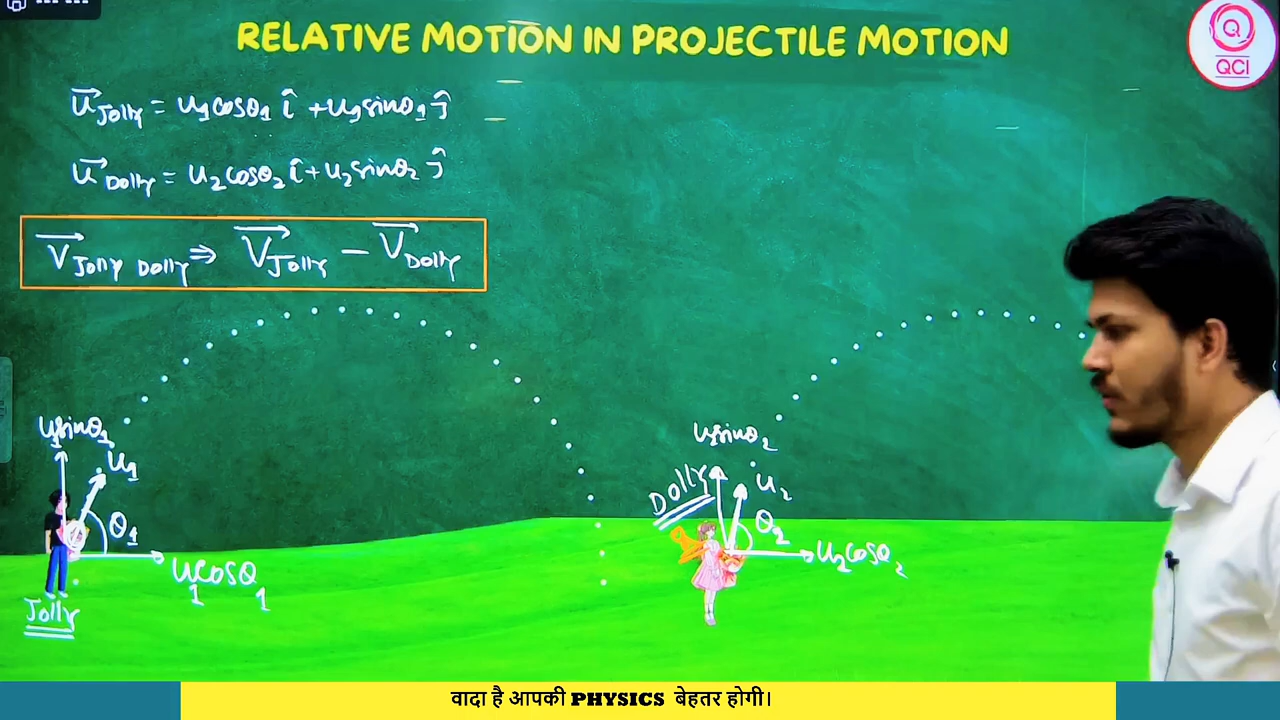 RELATIVE MOTION IN PROJECTILE MOTION
Q
QCI
u⃗Jolly = u₁cosθ₁ î + u₁sinθ₁ ĵ
u⃗Dolly = u₂cosθ₂ î + u₂sinθ₂ ĵ
V⃗Jolly Dolly ⇒ V⃗Jolly − V⃗Dolly
u₁sinθ₁
u₁
θ₁
u₁cosθ₁
Jolly
u₂sinθ₂
Dolly
u₂
θ₂
u₂cosθ₂
वादा है आपकी PHYSICS बेहतर होगी।